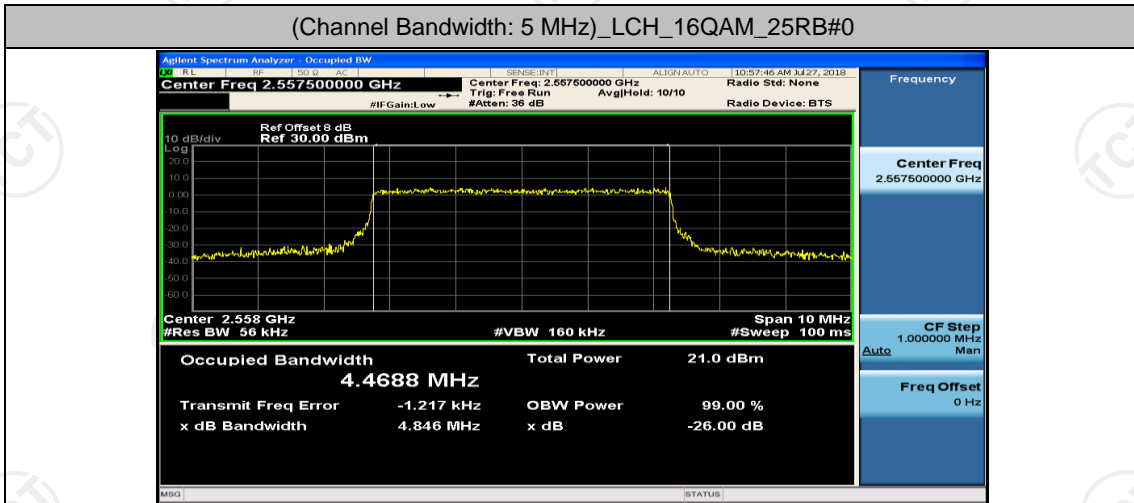 (Channel Bandwidth: 5 MHz)_LCH_16QAM_25RB#0
Agilent Spectrum Analyzer - Occupied BW
LXI RL RF 50 Ω AC SENSE:INT ALIGN AUTO 10:57:46 AM Jul 27, 2018
Center Freq 2.557500000 GHz
Center Freq: 2.557500000 GHz
Radio Std: None
Trig: Free Run Avg|Hold: 10/10
#IFGain:Low #Atten: 36 dB Radio Device: BTS
Ref Offset 8 dB
10 dB/div Ref 30.00 dBm
Log
20.0
10.0
0.00
-10.0
-20.0
-30.0
-40.0
-50.0
-60.0
Center 2.558 GHz Span 10 MHz
#Res BW 56 kHz #VBW 160 kHz #Sweep 100 ms
Occupied Bandwidth Total Power 21.0 dBm
4.4688 MHz
Transmit Freq Error -1.217 kHz OBW Power 99.00 %
x dB Bandwidth 4.846 MHz x dB -26.00 dB
MSG STATUS
Frequency
Center Freq
2.557500000 GHz
CF Step
1.000000 MHz
Auto Man
Freq Offset
0 Hz
TCT
TCT